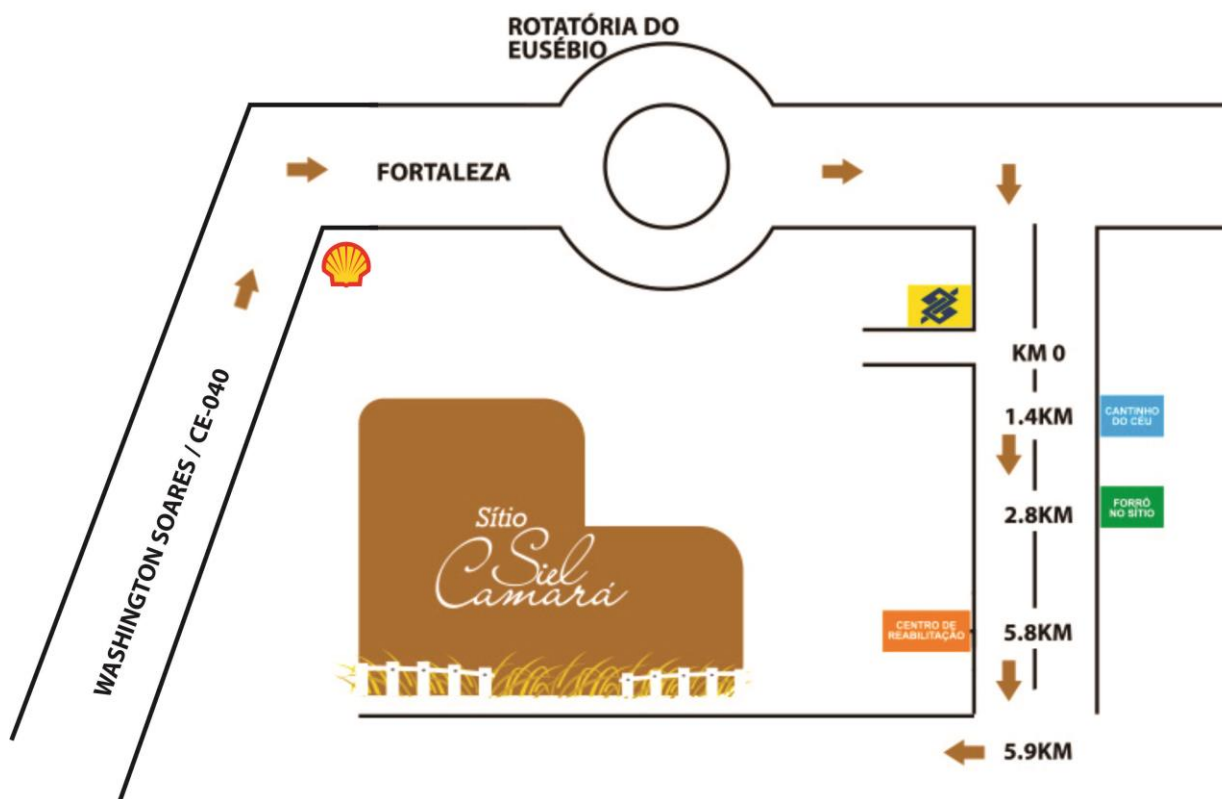 ROTATÓRIA DO
EUSÉBIO
FORTALEZA
WASHINGTON SOARES / CE-040
KM 0
1.4KM
CANTINHO
DO CÉU
2.8KM
FORRÓ
NO SÍTIO
Sítio
Siel
Camará
CENTRO DE
REABILITAÇÃO
5.8KM
5.9KM